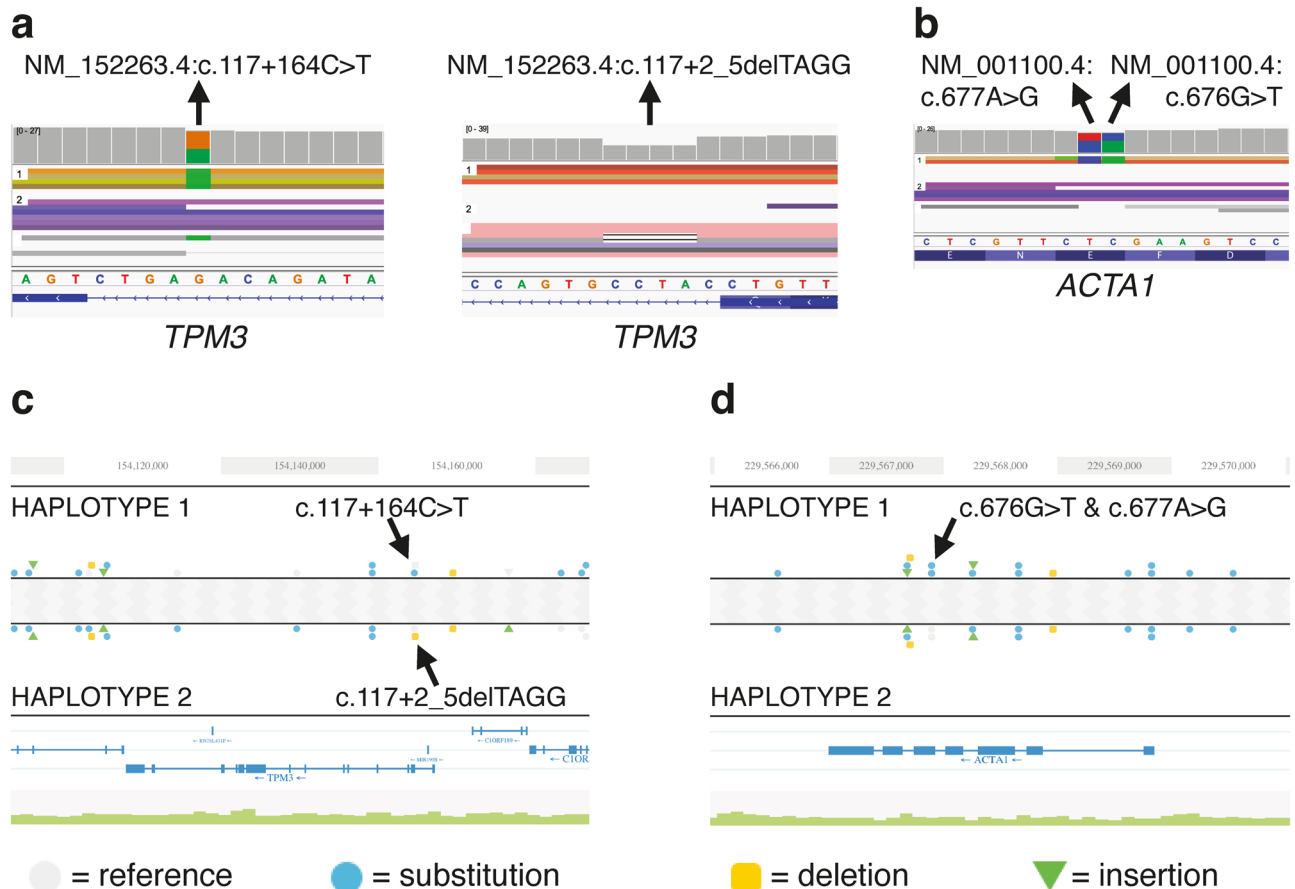 a
b
NM_152263.4:c.117+164C>T
NM_152263.4:c.117+2_5delTAGG
NM_001100.4:
c.677A>G
NM_001100.4:
c.676G>T
[0 - 27]
[0 - 39]
[0 - 26]
1
2
1
2
1
2
A G T C T G A G A C A G A T A
C C A G T G C C T A C C T G T T
C T C G T T C T C G A A G T C C
E N E F D
TPM3
TPM3
ACTA1
c
d
154,120,000 154,140,000 154,160,000
229,566,000 229,567,000 229,568,000 229,569,000 229,570,000
HAPLOTYPE 1
c.117+164C>T
HAPLOTYPE 1
c.676G>T & c.677A>G
HAPLOTYPE 2
c.117+2_5delTAGG
HAPLOTYPE 2
C1ORF189
C1OR
TPM3
ACTA1
= reference
= substitution
= deletion
= insertion